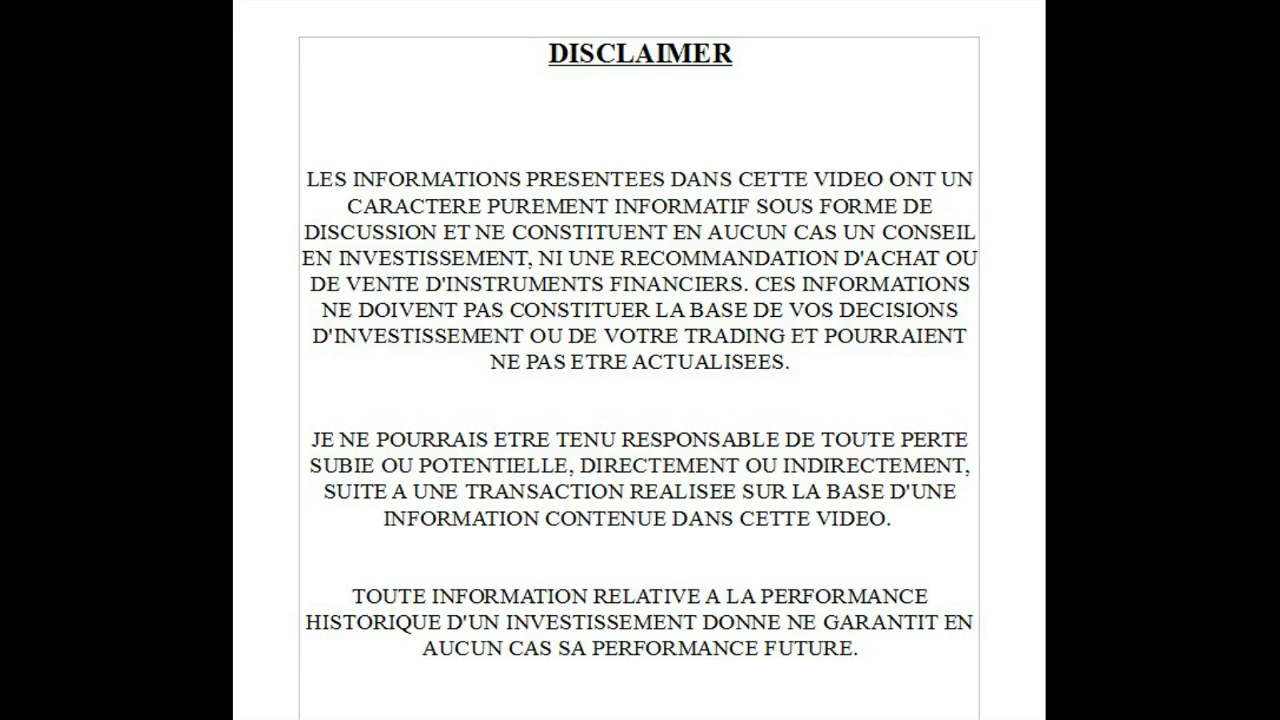 DISCLAIMER
LES INFORMATIONS PRESENTEES DANS CETTE VIDEO ONT UN
CARACTERE PUREMENT INFORMATIF SOUS FORME DE
DISCUSSION ET NE CONSTITUENT EN AUCUN CAS UN CONSEIL
EN INVESTISSEMENT, NI UNE RECOMMANDATION D'ACHAT OU
DE VENTE D'INSTRUMENTS FINANCIERS. CES INFORMATIONS
NE DOIVENT PAS CONSTITUER LA BASE DE VOS DECISIONS
D'INVESTISSEMENT OU DE VOTRE TRADING ET POURRAIENT
NE PAS ETRE ACTUALISEES.
JE NE POURRAIS ETRE TENU RESPONSABLE DE TOUTE PERTE
SUBIE OU POTENTIELLE, DIRECTEMENT OU INDIRECTEMENT,
SUITE A UNE TRANSACTION REALISEE SUR LA BASE D'UNE
INFORMATION CONTENUE DANS CETTE VIDEO.
TOUTE INFORMATION RELATIVE A LA PERFORMANCE
HISTORIQUE D'UN INVESTISSEMENT DONNE NE GARANTIT EN
AUCUN CAS SA PERFORMANCE FUTURE.